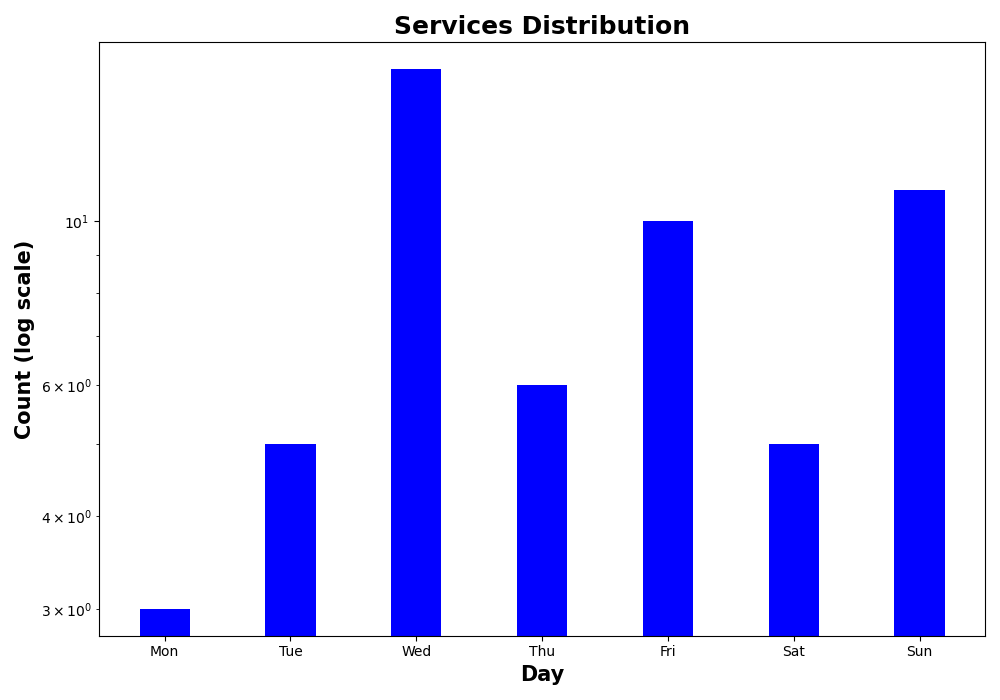 Services Distribution
Count (log scale)
10¹
6 × 10⁰
4 × 10⁰
3 × 10⁰
Mon Tue Wed Thu Fri Sat Sun
Day